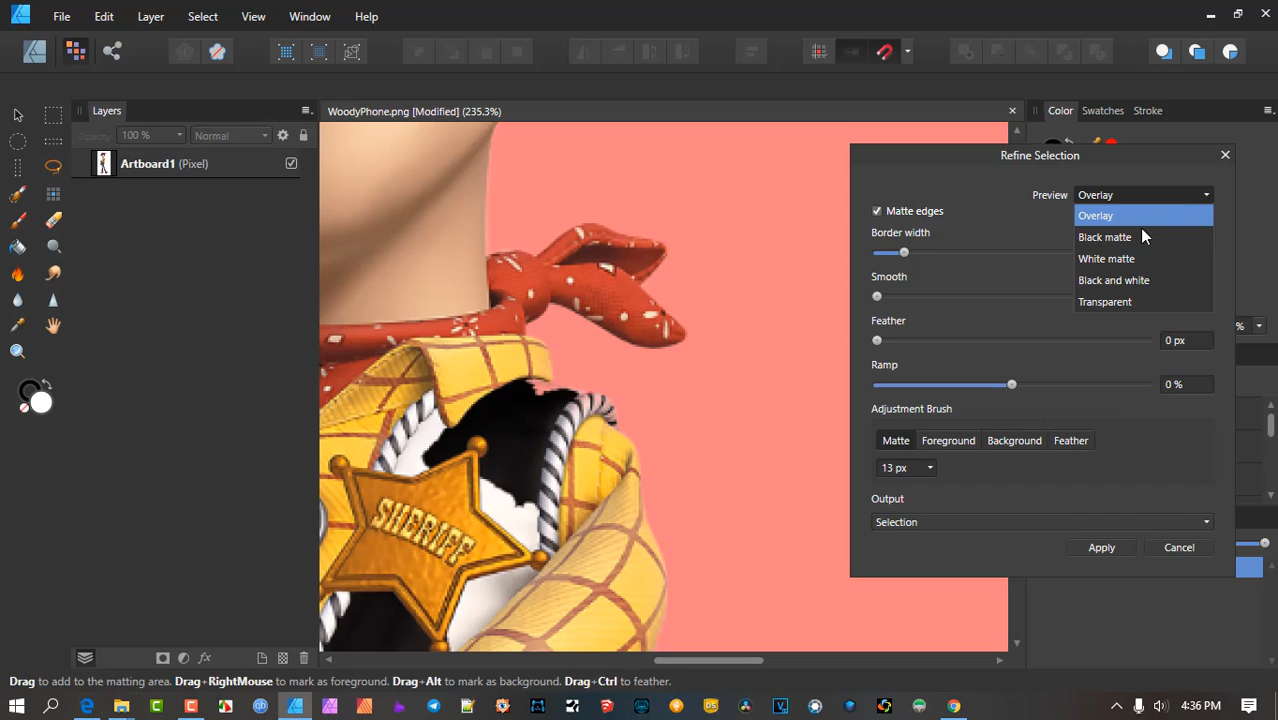 File Edit Layer Select View Window Help
Layers
WoodyPhone.png [Modified] (235.3%)
Color Swatches Stroke
Opacity: 100 % Normal
Artboard1 (Pixel)
Refine Selection
Preview Overlay
Matte edges
Overlay
Border width
Black matte
White matte
Smooth
Black and white
Transparent
Feather
%
0 px
Ramp
0 %
Adjustment Brush
Matte Foreground Background Feather
13 px
Output
Selection
Apply Cancel
SHERIFF
Drag to add to the matting area. Drag+RightMouse to mark as foreground. Drag+Alt to mark as background. Drag+Ctrl to feather.
4:36 PM